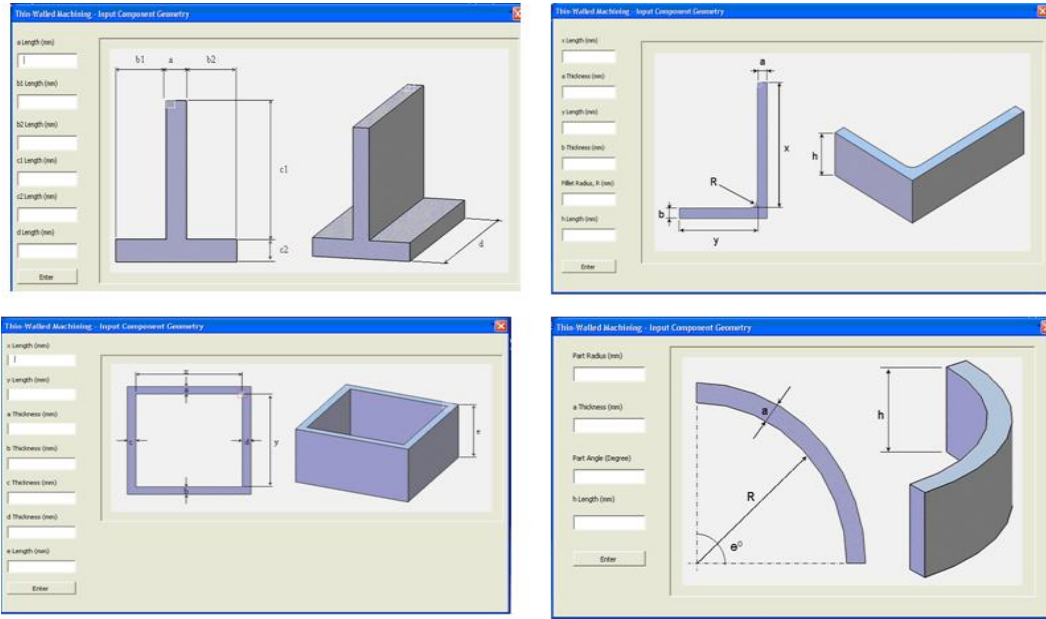 Thin-Walled Machining - Input Component Geometry
a Length (mm)
b1 Length (mm)
b2 Length (mm)
c1 Length (mm)
c2 Length (mm)
d Length (mm)
Enter
b1 a b2
c1
c2
d
Thin-Walled Machining - Input Component Geometry
x Length (mm)
a Thickness (mm)
y Length (mm)
b Thickness (mm)
Fillet Radius, R (mm)
h Length (mm)
Enter
a
x
R
b
y
h
Thin-Walled Machining - Input Component Geometry
x Length (mm)
y Length (mm)
a Thickness (mm)
b Thickness (mm)
c Thickness (mm)
d Thickness (mm)
e Length (mm)
Enter
x
c d y
e
Thin-Walled Machining - Input Component Geometry
Part Radius (mm)
a Thickness (mm)
Part Angle (Degree)
h Length (mm)
Enter
a
R
h